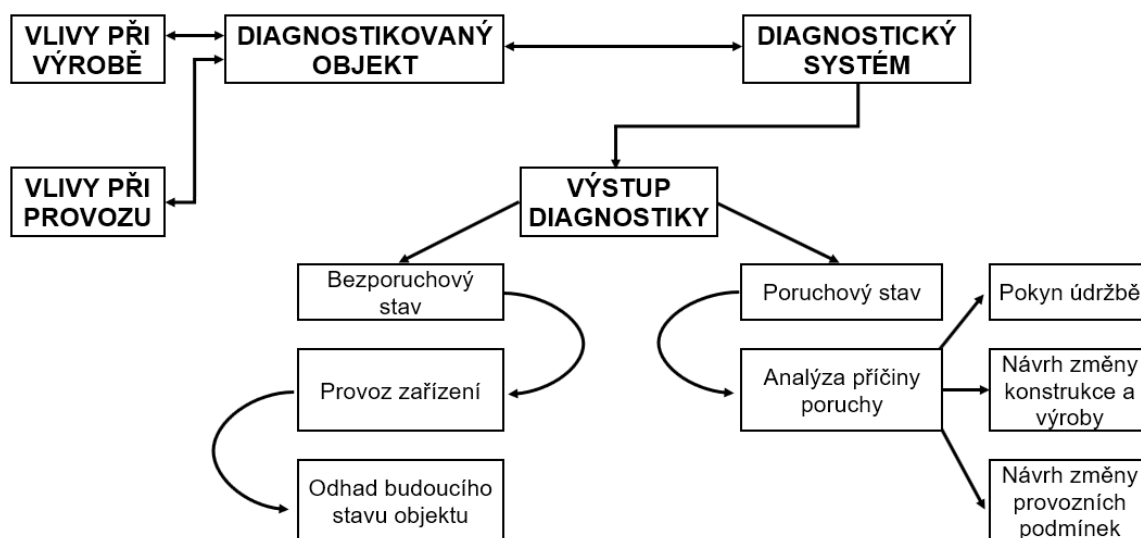 VLIVY PŘI
VÝROBĚ
DIAGNOSTIKOVANÝ
OBJEKT
DIAGNOSTICKÝ
SYSTÉM
VLIVY PŘI
PROVOZU
VÝSTUP
DIAGNOSTIKY
Bezporuchový
stav
Poruchový stav
Pokyn údržbě
Provoz zařízení
Analýza příčiny
poruchy
Návrh změny
konstrukce a
výroby
Odhad budoucího
stavu objektu
Návrh změny
provozních
podmínek